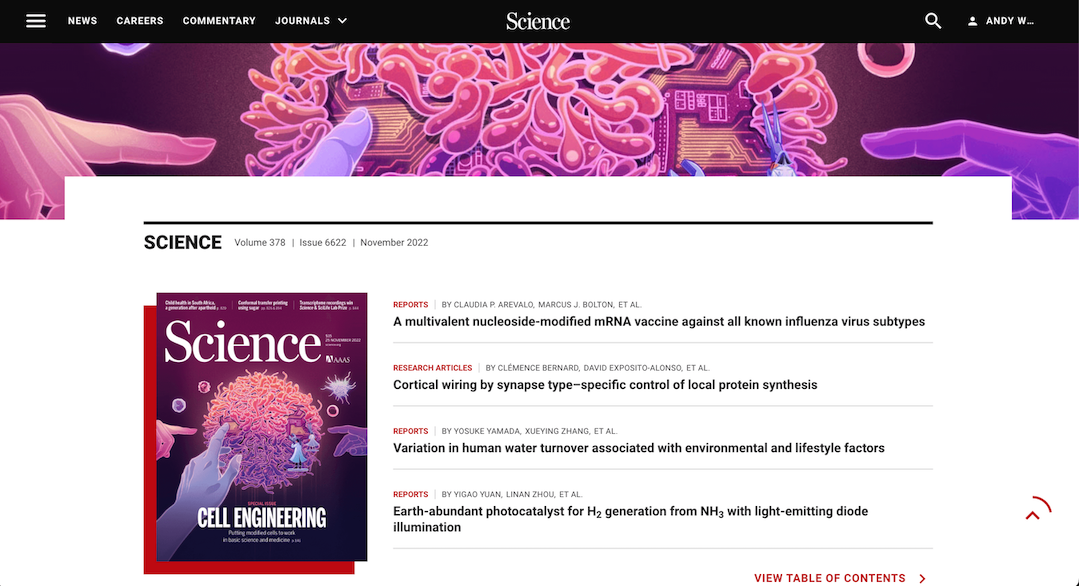 NEWS CAREERS COMMENTARY JOURNALS Science ANDY W...
SCIENCE Volume 378 | Issue 6622 | November 2022
Child health in South Africa, a generation after apartheid
Conformal transfer printing using sugar
Transcriptome recordings win Science & SciLifeLab Prize
Science
25 NOVEMBER 2022
AAAS
SPECIAL ISSUE
CELL ENGINEERING
Putting modified cells to work
in basic science and medicine
REPORTS | BY CLAUDIA P. AREVALO, MARCUS J. BOLTON, ET AL.
A multivalent nucleoside-modified mRNA vaccine against all known influenza virus subtypes
RESEARCH ARTICLES | BY CLÉMENCE BERNARD, DAVID EXPOSITO-ALONSO, ET AL.
Cortical wiring by synapse type–specific control of local protein synthesis
REPORTS | BY YOSUKE YAMADA, XUEYING ZHANG, ET AL.
Variation in human water turnover associated with environmental and lifestyle factors
REPORTS | BY YIGAO YUAN, LINAN ZHOU, ET AL.
Earth-abundant photocatalyst for H₂ generation from NH₃ with light-emitting diode
illumination
VIEW TABLE OF CONTENTS